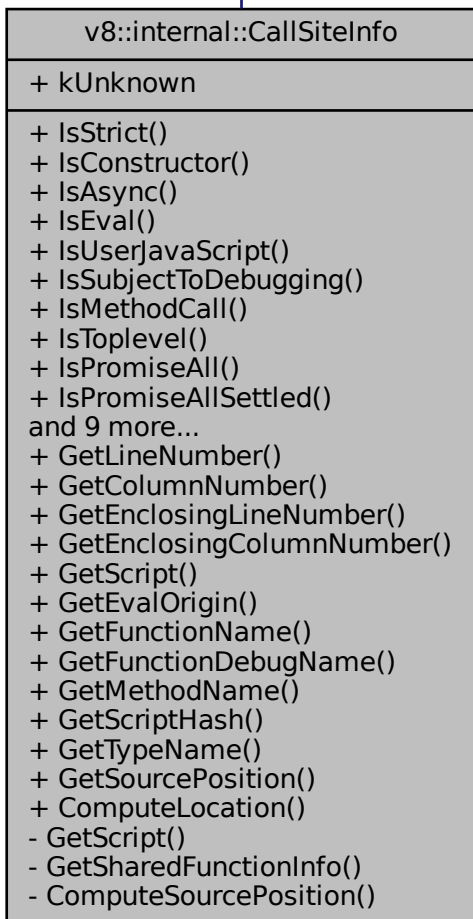 v8::internal::CallSiteInfo
+ kUnknown
+ IsStrict()
+ IsConstructor()
+ IsAsync()
+ IsEval()
+ IsUserJavaScript()
+ IsSubjectToDebugging()
+ IsMethodCall()
+ IsToplevel()
+ IsPromiseAll()
+ IsPromiseAllSettled()
and 9 more...
+ GetLineNumber()
+ GetColumnNumber()
+ GetEnclosingLineNumber()
+ GetEnclosingColumnNumber()
+ GetScript()
+ GetEvalOrigin()
+ GetFunctionName()
+ GetFunctionDebugName()
+ GetMethodName()
+ GetScriptHash()
+ GetTypeName()
+ GetSourcePosition()
+ ComputeLocation()
- GetScript()
- GetSharedFunctionInfo()
- ComputeSourcePosition()